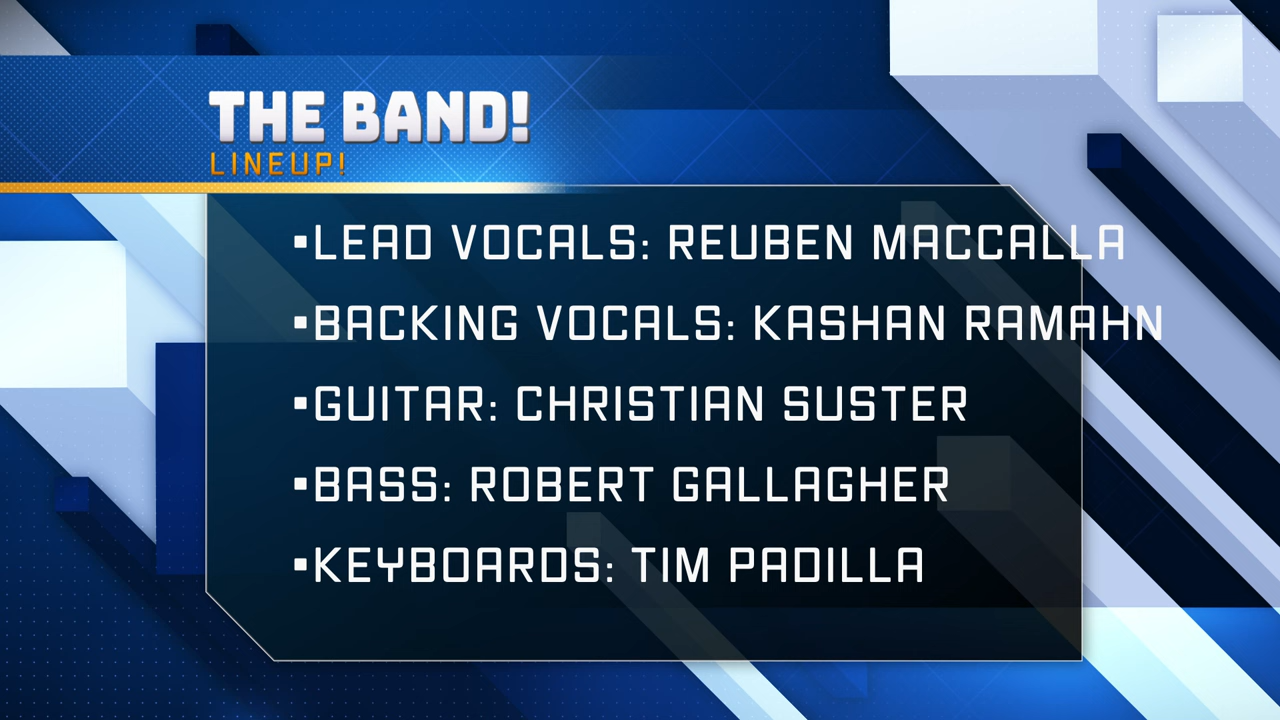 THE BAND!
LINEUP!
▪LEAD VOCALS: REUBEN MACCALLA
▪BACKING VOCALS: KASHAN RAMAHN
▪GUITAR: CHRISTIAN SUSTER
▪BASS: ROBERT GALLAGHER
▪KEYBOARDS: TIM PADILLA